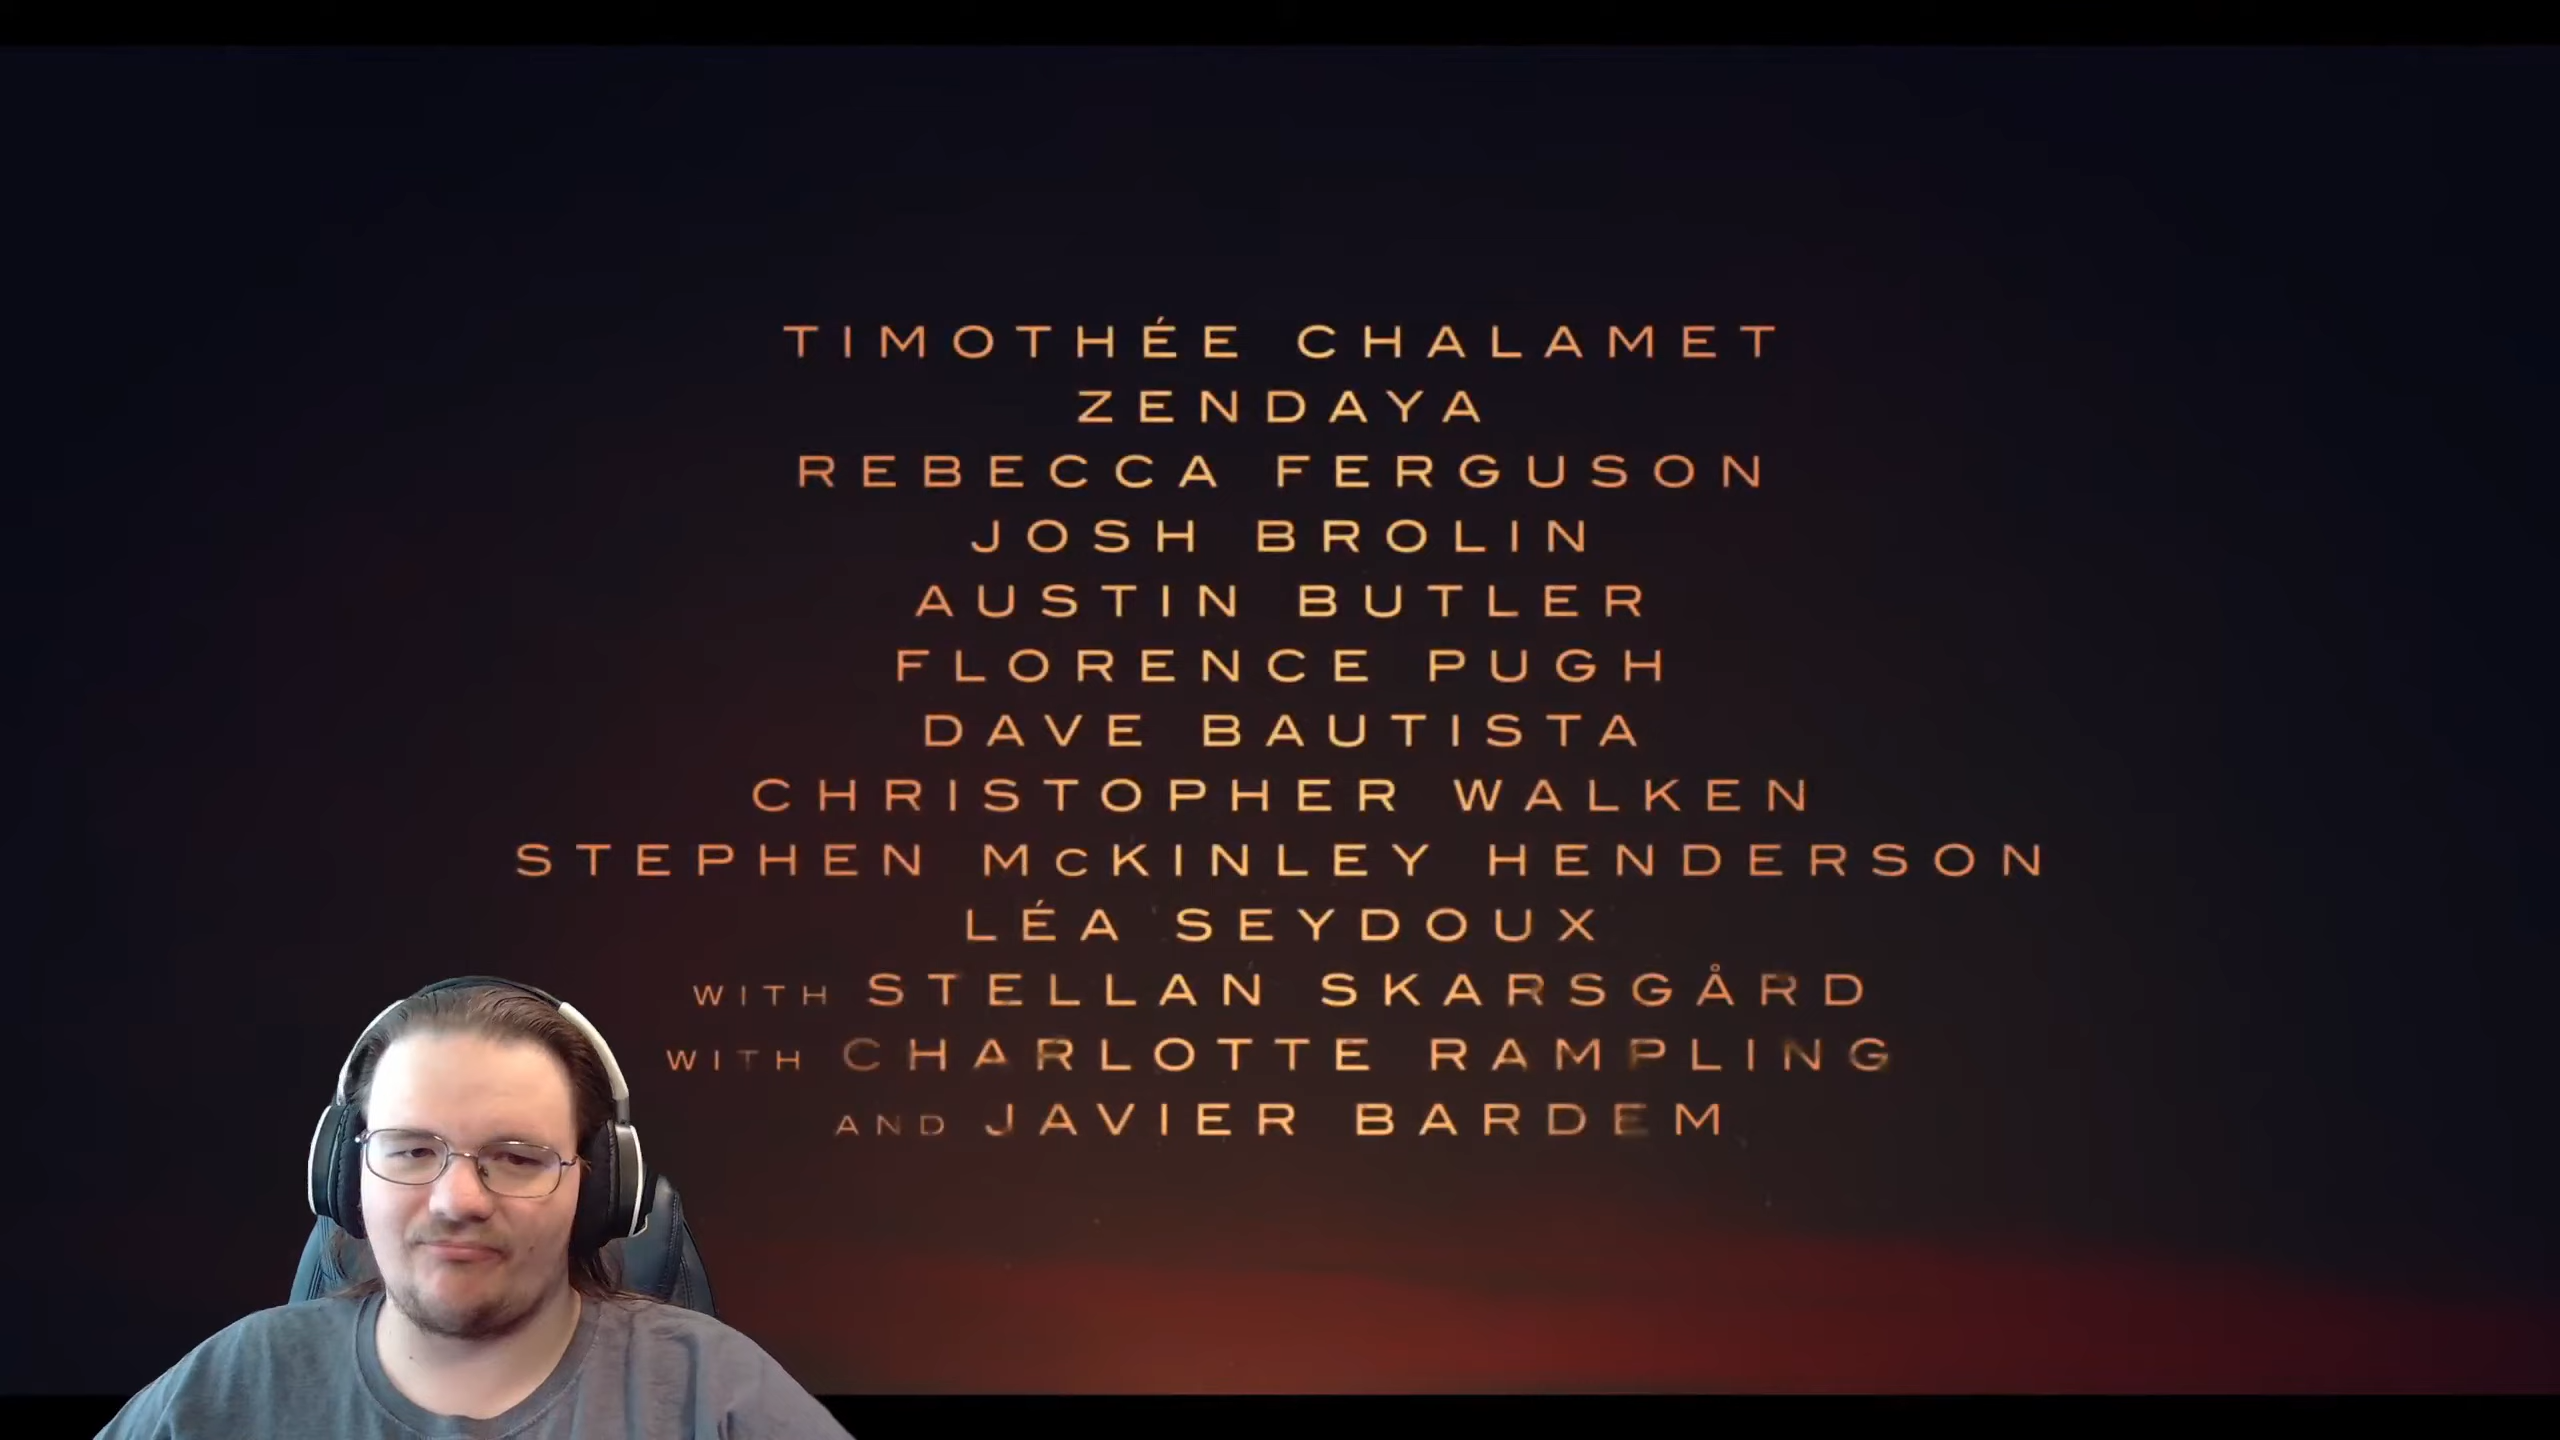 TIMOTHÉE CHALAMET
ZENDAYA
REBECCA FERGUSON
JOSH BROLIN
AUSTIN BUTLER
FLORENCE PUGH
DAVE BAUTISTA
CHRISTOPHER WALKEN
STEPHEN McKINLEY HENDERSON
LÉA SEYDOUX
WITH STELLAN SKARSGÅRD
WITH CHARLOTTE RAMPLING
AND JAVIER BARDEM